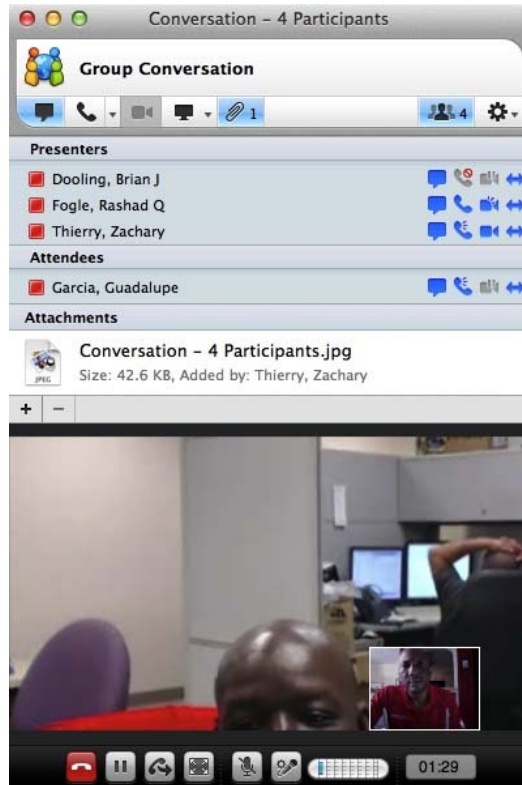 Conversation – 4 Participants
Group Conversation
1
4
Presenters
Dooling, Brian J
Fogle, Rashad Q
Thierry, Zachary
Attendees
Garcia, Guadalupe
Attachments
Conversation – 4 Participants.jpg
JPEG
Size: 42.6 KB, Added by: Thierry, Zachary
+ –
01:29